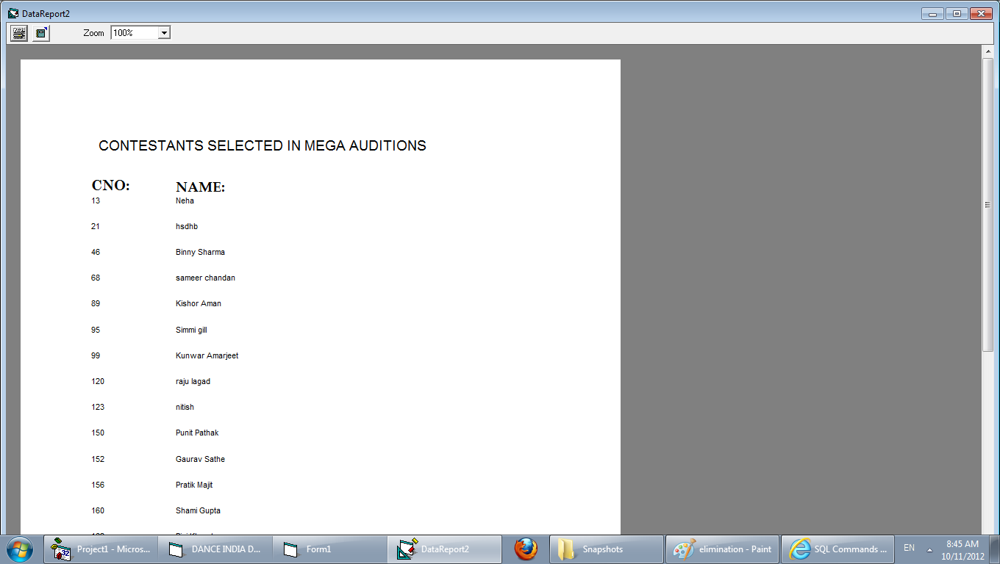 DataReport2
Zoom 100%
CONTESTANTS SELECTED IN MEGA AUDITIONS
CNO: NAME:
13 Neha
21 hsdhb
46 Binny Sharma
68 sameer chandan
89 Kishor Aman
95 Simmi gill
99 Kunwar Amarjeet
120 raju lagad
123 nitish
150 Punit Pathak
152 Gaurav Sathe
156 Pratik Majit
160 Shami Gupta
Project1 - Micros... DANCE INDIA D... Form1 DataReport2 Snapshots elimination - Paint SQL Commands ... EN 8:45 AM
10/11/2012